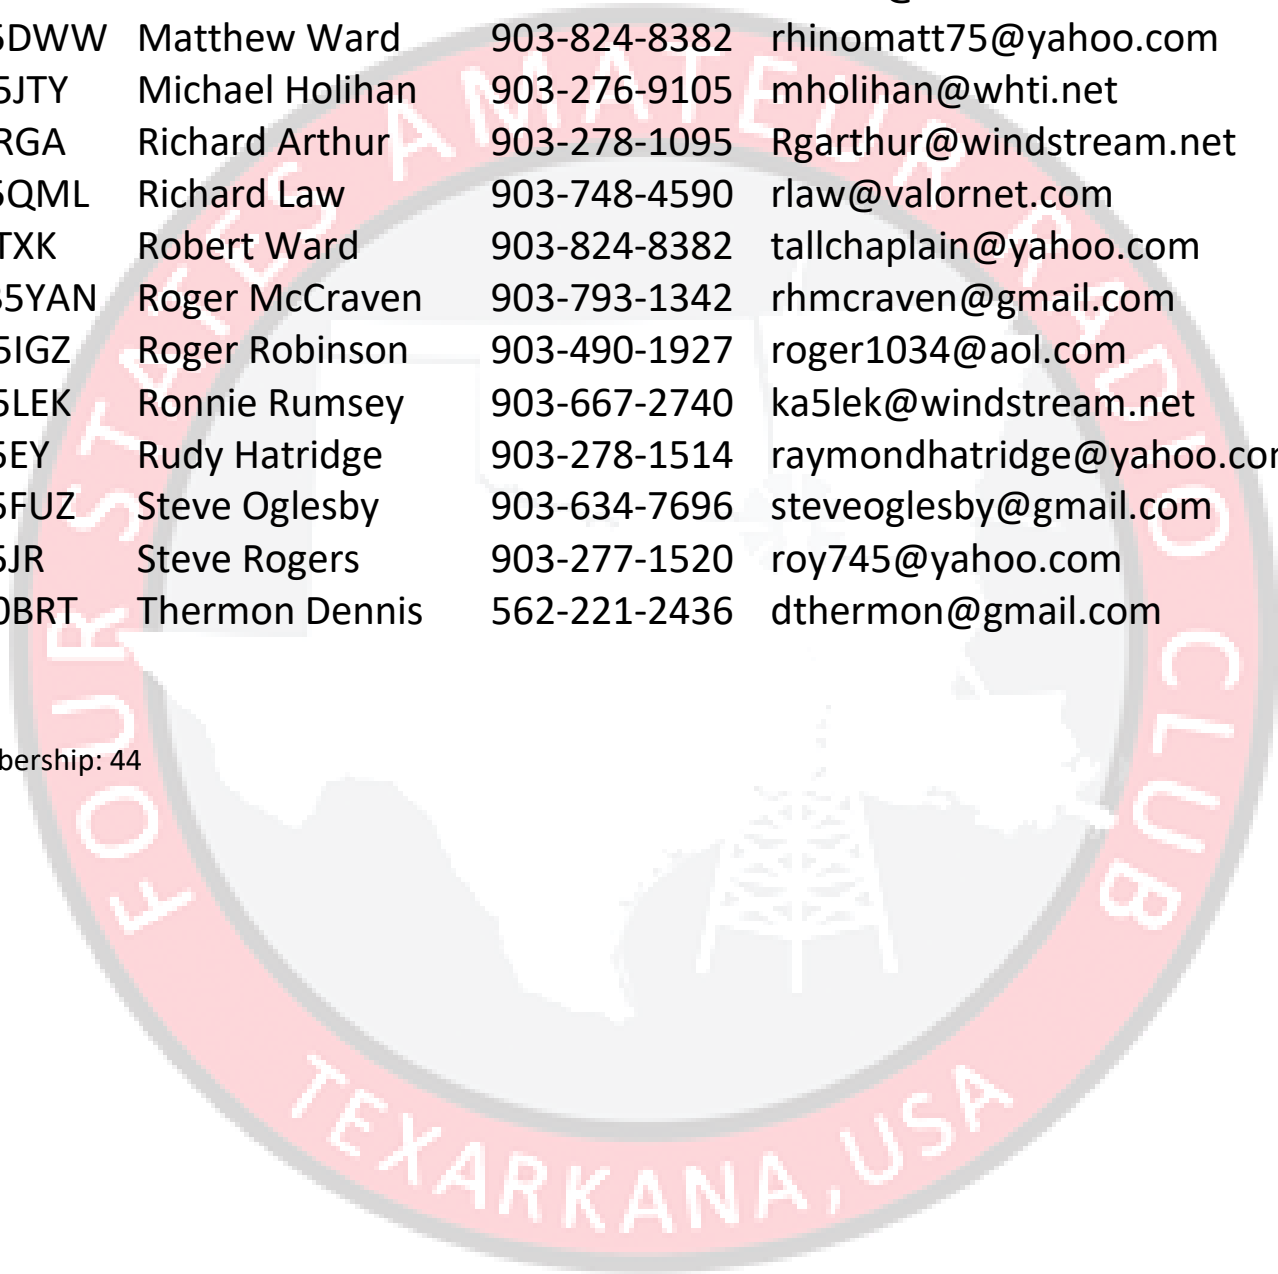 @
5DWW Matthew Ward 903-824-8382 rhinomatt75@yahoo.com
5JTY Michael Holihan 903-276-9105 mholihan@whti.net
RGA Richard Arthur 903-278-1095 Rgarthur@windstream.net
5QML Richard Law 903-748-4590 rlaw@valornet.com
TXK Robert Ward 903-824-8382 tallchaplain@yahoo.com
B5YAN Roger McCraven 903-793-1342 rhmcraven@gmail.com
5IGZ Roger Robinson 903-490-1927 roger1034@aol.com
5LEK Ronnie Rumsey 903-667-2740 ka5lek@windstream.net
5EY Rudy Hatridge 903-278-1514 raymondhatridge@yahoo.com
5FUZ Steve Oglesby 903-634-7696 steveoglesby@gmail.com
5JR Steve Rogers 903-277-1520 roy745@yahoo.com
0BRT Thermon Dennis 562-221-2436 dthermon@gmail.com
bership: 44
FOUR STATES AMATEUR RADIO CLUB
TEXARKANA, USA